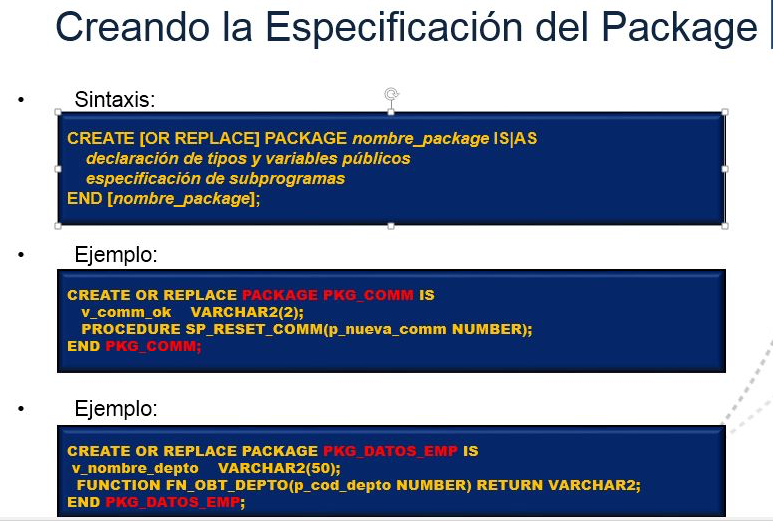 Creando la Especificación del Package
• Sintaxis:
CREATE [OR REPLACE] PACKAGE nombre_package IS|AS
declaración de tipos y variables públicos
especificación de subprogramas
END [nombre_package];
• Ejemplo:
CREATE OR REPLACE PACKAGE PKG_COMM IS
v_comm_ok VARCHAR2(2);
PROCEDURE SP_RESET_COMM(p_nueva_comm NUMBER);
END PKG_COMM;
• Ejemplo:
CREATE OR REPLACE PACKAGE PKG_DATOS_EMP IS
v_nombre_depto VARCHAR2(50);
FUNCTION FN_OBT_DEPTO(p_cod_depto NUMBER) RETURN VARCHAR2;
END PKG_DATOS_EMP;